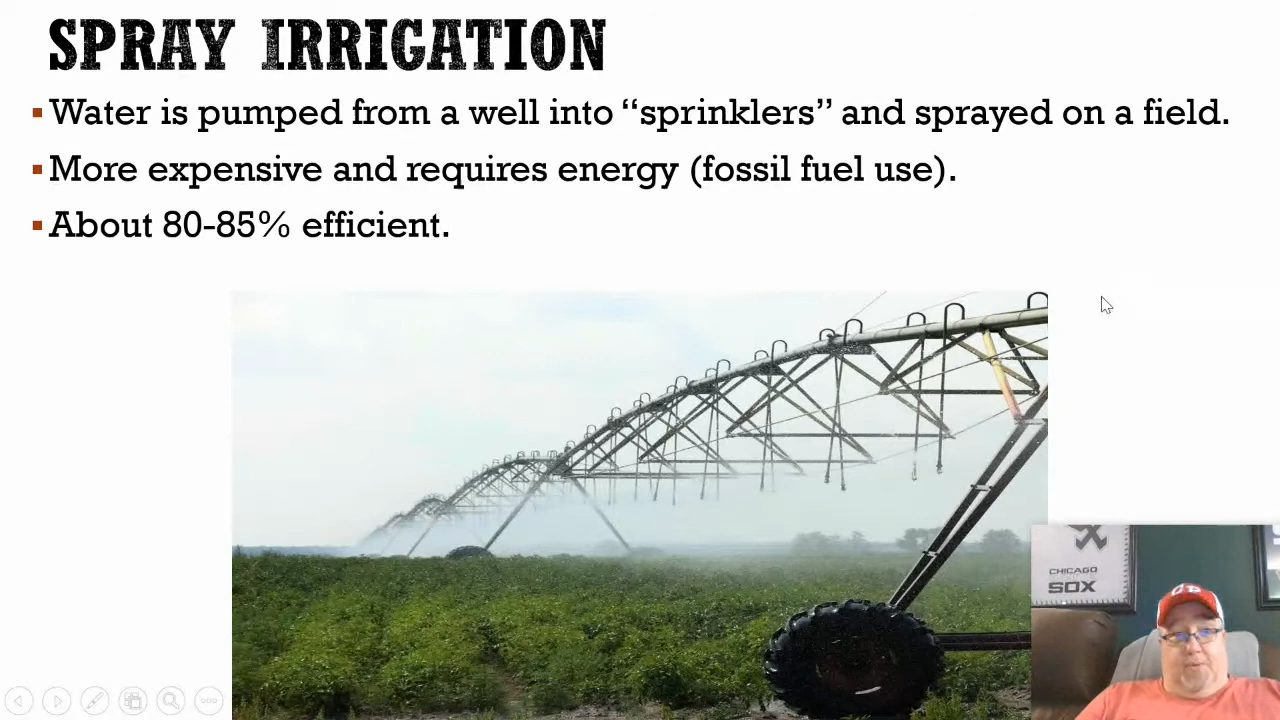 SPRAY IRRIGATION
▪Water is pumped from a well into “sprinklers” and sprayed on a field.
▪More expensive and requires energy (fossil fuel use).
▪About 80-85% efficient.
CHICAGO
SOX
CP